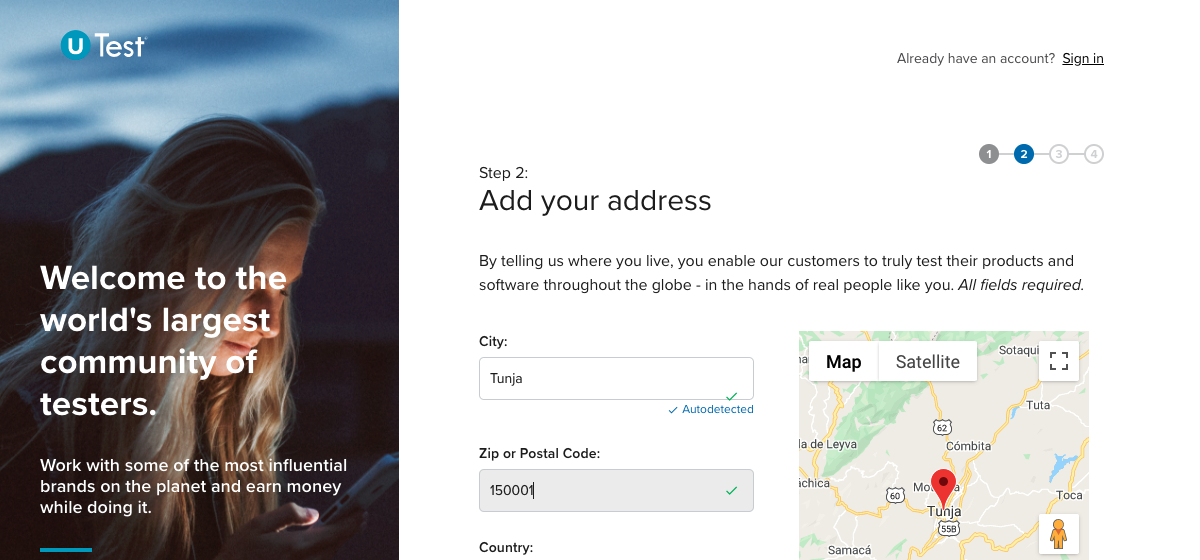 U Test
Already have an account? Sign in
1 2 3 4
Step 2:
Add your address
Welcome to the
world's largest
community of
testers.
Work with some of the most influential
brands on the planet and earn money
while doing it.
By telling us where you live, you enable our customers to truly test their products and
software throughout the globe - in the hands of real people like you. All fields required.
City:
Tunja
✓ Autodetected
Zip or Postal Code:
150001
Country:
Map Satellite
Sotaqui
Tuta
62
la de Leyva
Cómbita
áchica
60
Toca
Tunja
55B
Samacá